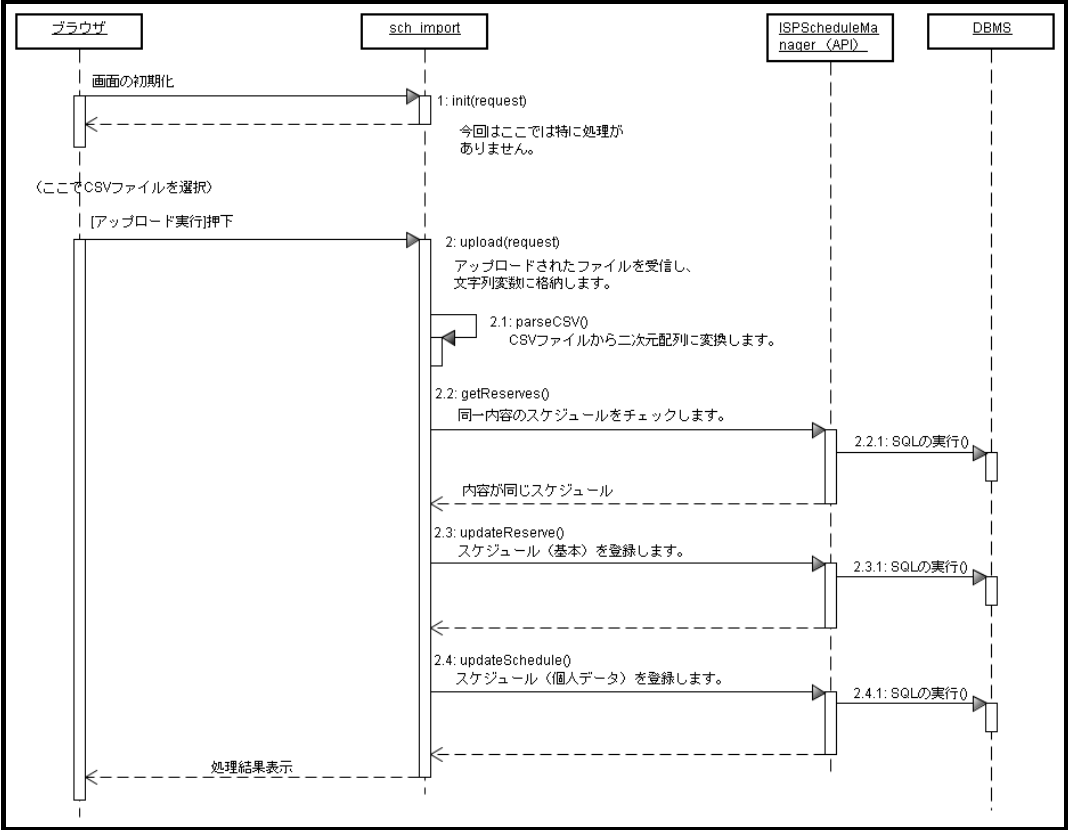 ブラウザ
sch_import
ISPScheduleMa
nager（API）
DBMS
画面の初期化
1: init(request)
今回はここでは特に処理が
ありません。
（ここでCSVファイルを選択）
[アップロード実行]押下
2: upload(request)
アップロードされたファイルを受信し、
文字列変数に格納します。
2.1: parseCSV()
CSVファイルから二次元配列に変換します。
2.2: getReserves()
同一内容のスケジュールをチェックします。
2.2.1: SQLの実行()
内容が同じスケジュール
2.3: updateReserve()
スケジュール（基本）を登録します。
2.3.1: SQLの実行()
2.4: updateSchedule()
スケジュール（個人データ）を登録します。
2.4.1: SQLの実行()
処理結果表示